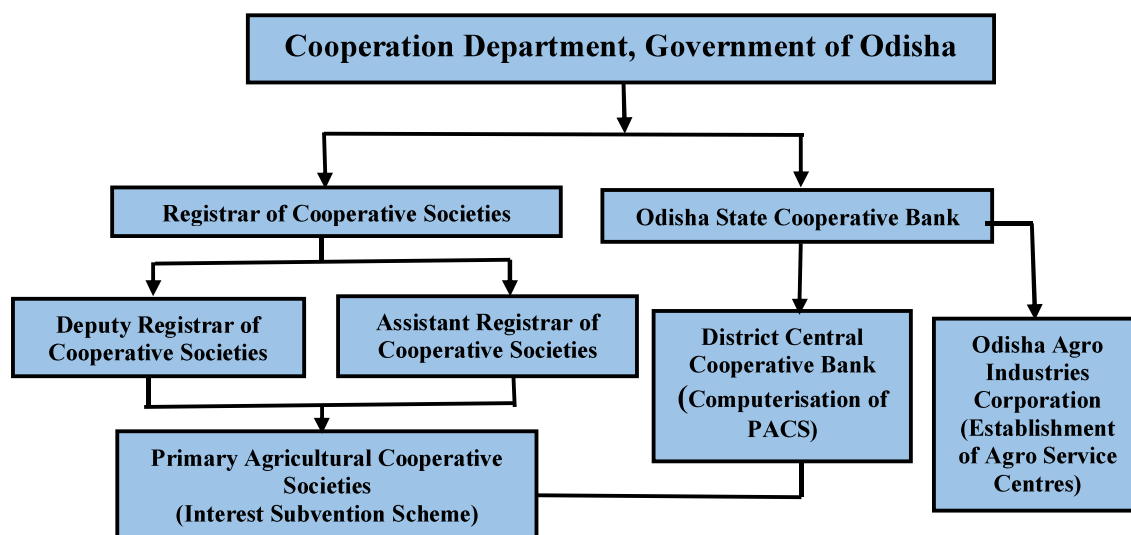 Cooperation Department, Government of Odisha
Registrar of Cooperative Societies
Odisha State Cooperative Bank
Deputy Registrar of
Cooperative Societies
Assistant Registrar of
Cooperative Societies
District Central
Cooperative Bank
(Computerisation of
PACS)
Odisha Agro
Industries
Corporation
(Establishment
of Agro Service
Centres)
Primary Agricultural Cooperative
Societies
(Interest Subvention Scheme)